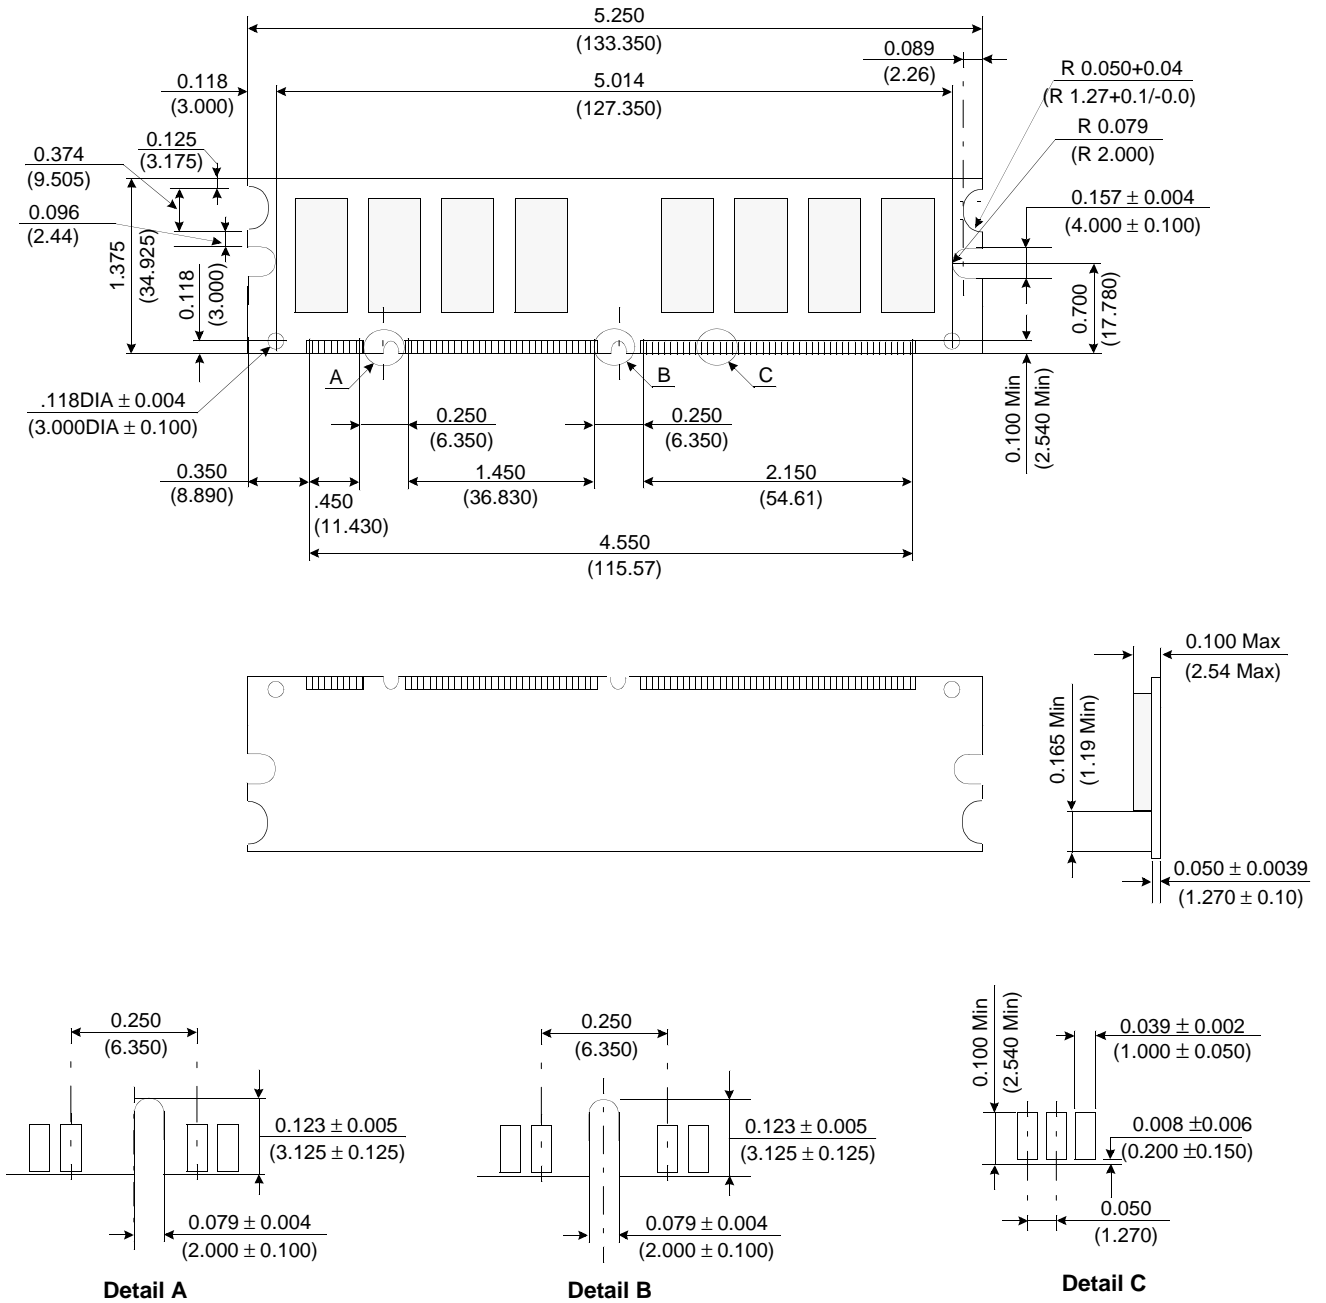 5.250
(133.350)
0.089
(2.26)
R 0.050+0.04
(R 1.27+0.1/-0.0)
0.118
(3.000)
5.014
(127.350)
R 0.079
(R 2.000)
0.125
(3.175)
0.374
(9.505)
0.157 ± 0.004
(4.000 ± 0.100)
0.096
(2.44)
1.375
(34.925)
0.118
(3.000)
0.700
(17.780)
A
B
C
.118DIA ± 0.004
(3.000DIA ± 0.100)
0.250
(6.350)
0.250
(6.350)
0.100 Min
(2.540 Min)
0.350
(8.890)
.450
(11.430)
1.450
(36.830)
2.150
(54.61)
4.550
(115.57)
0.100 Max
(2.54 Max)
0.165 Min
(1.19 Min)
0.050 ± 0.0039
(1.270 ± 0.10)
0.250
(6.350)
0.123 ± 0.005
(3.125 ± 0.125)
0.079 ± 0.004
(2.000 ± 0.100)
Detail A
0.250
(6.350)
0.123 ± 0.005
(3.125 ± 0.125)
0.079 ± 0.004
(2.000 ± 0.100)
Detail B
0.100 Min
(2.540 Min)
0.039 ± 0.002
(1.000 ± 0.050)
0.008 ±0.006
(0.200 ±0.150)
0.050
(1.270)
Detail C